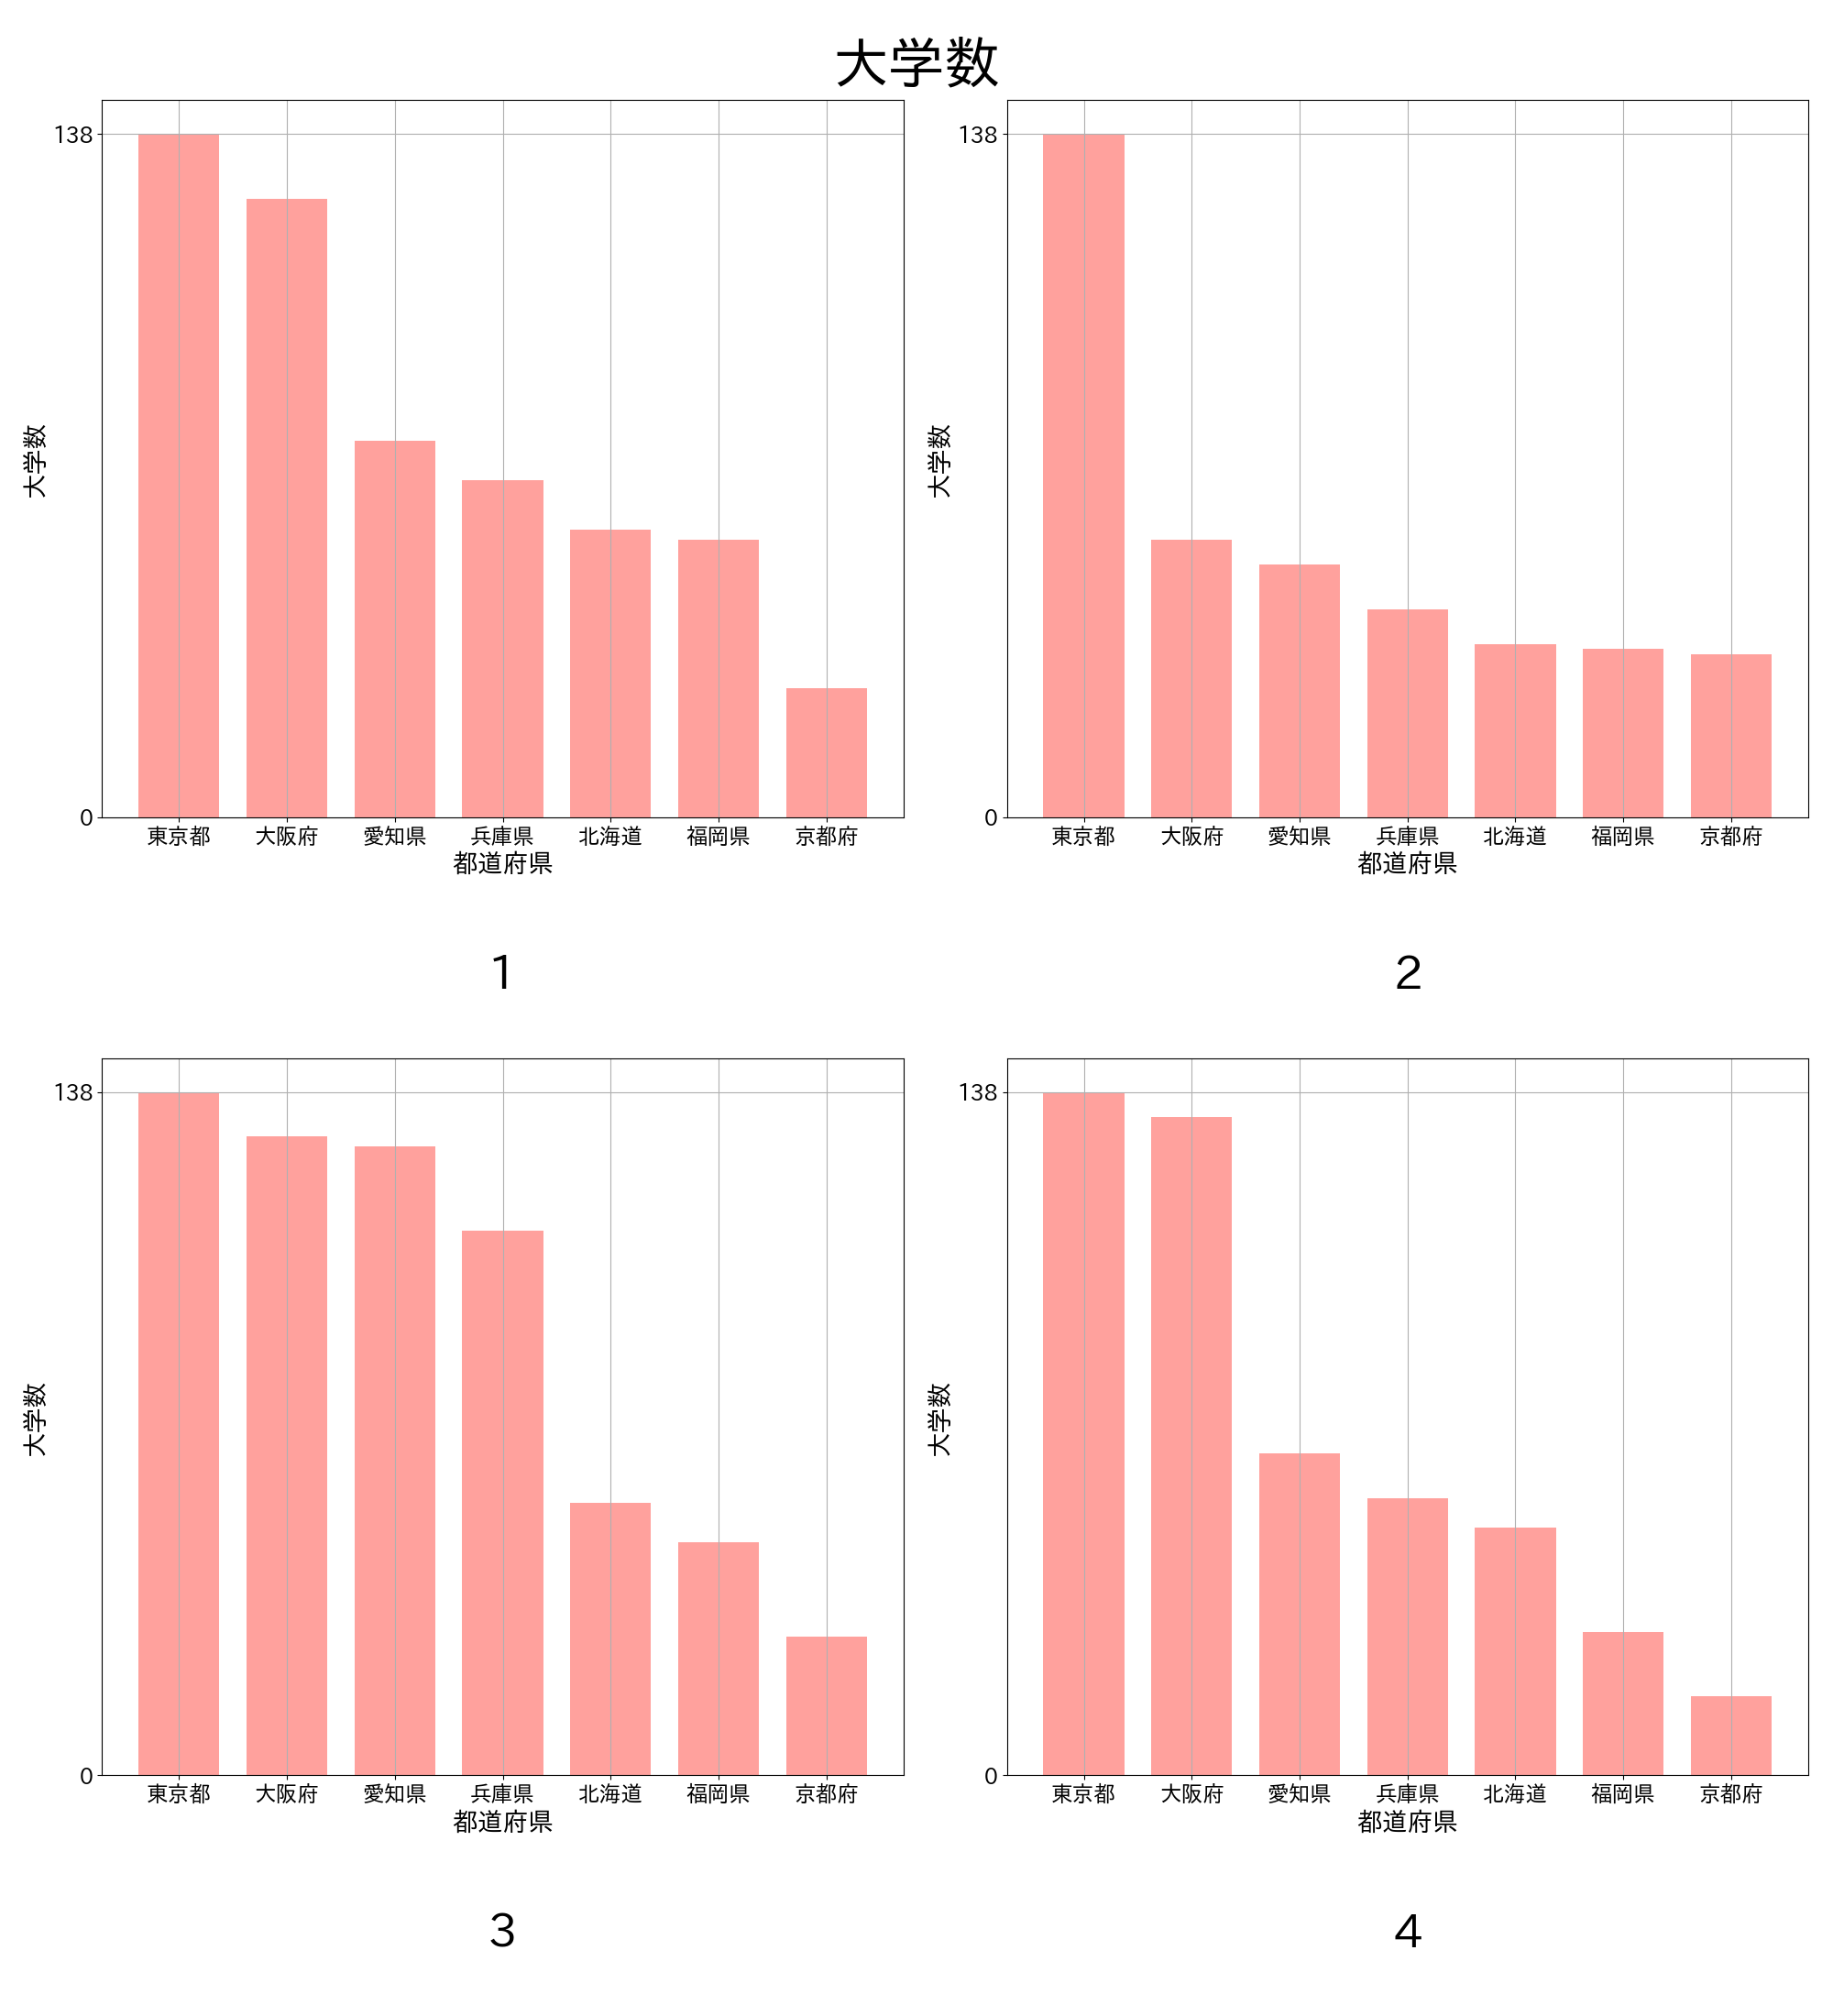 大学数
138
0
大学数
東京都 大阪府 愛知県 兵庫県 北海道 福岡県 京都府
都道府県
1
138
0
大学数
東京都 大阪府 愛知県 兵庫県 北海道 福岡県 京都府
都道府県
2
138
0
大学数
東京都 大阪府 愛知県 兵庫県 北海道 福岡県 京都府
都道府県
3
138
0
大学数
東京都 大阪府 愛知県 兵庫県 北海道 福岡県 京都府
都道府県
4